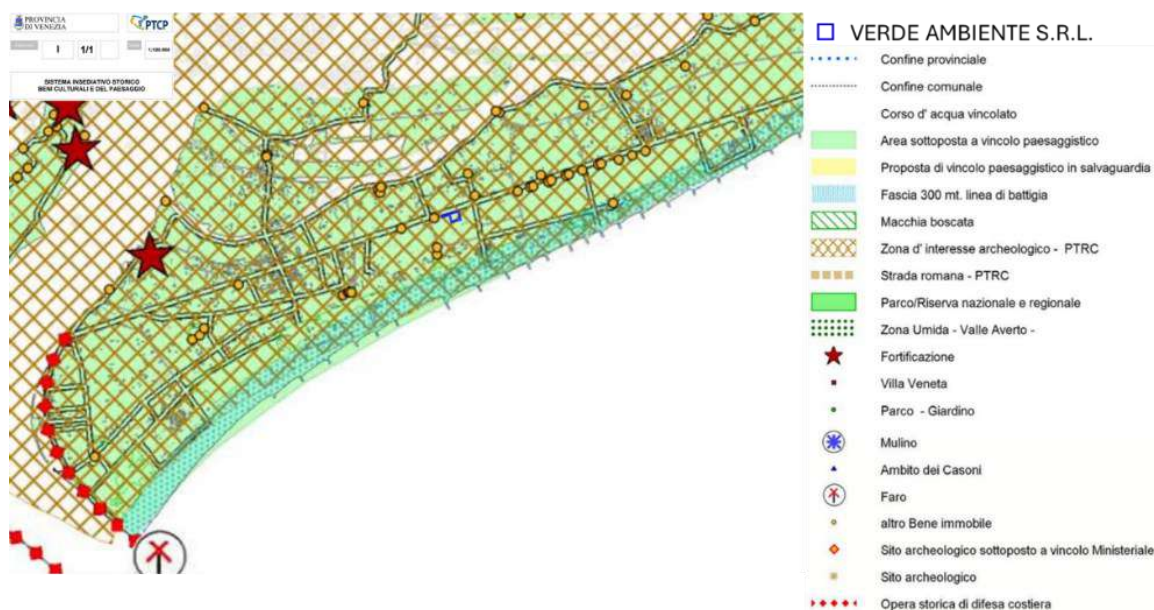 PROVINCIA
DI VENEZIA
PTCP
I 1/1
SISTEMA INSEDIATIVO STORICO
BENI CULTURALI E DEL PAESAGGIO
VERDE AMBIENTE S.R.L.
Confine provinciale
Confine comunale
Corso d' acqua vincolato
Area sottoposta a vincolo paesaggistico
Proposta di vincolo paesaggistico in salvaguardia
Fascia 300 mt. linea di battigia
Macchia boscata
Zona d' interesse archeologico - PTRC
Strada romana - PTRC
Parco/Riserva nazionale e regionale
Zona Umida - Valle Averto -
Fortificazione
Villa Veneta
Parco - Giardino
Mulino
Ambito dei Casoni
Faro
altro Bene immobile
Sito archeologico sottoposto a vincolo Ministeriale
Sito archeologico
Opera storica di difesa costiera